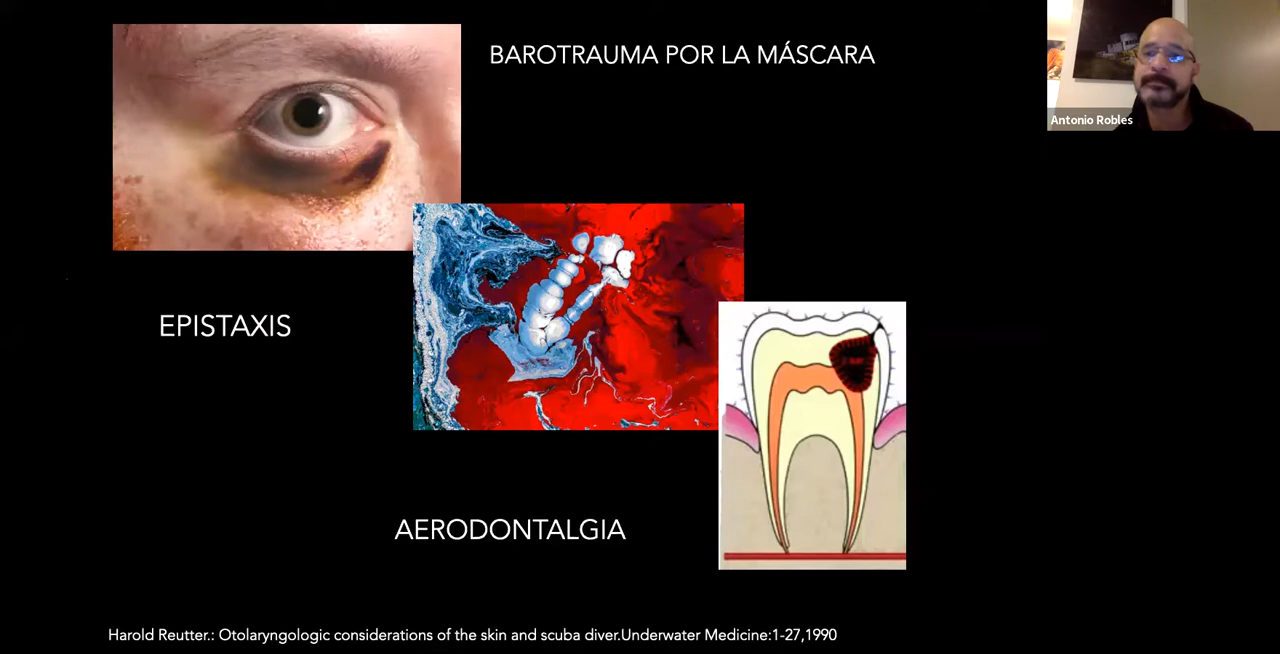 BAROTRAUMA POR LA MÁSCARA
Antonio Robles
EPISTAXIS
AERODONTALGIA
Harold Reutter.: Otolaryngologic considerations of the skin and scuba diver.Underwater Medicine:1-27,1990